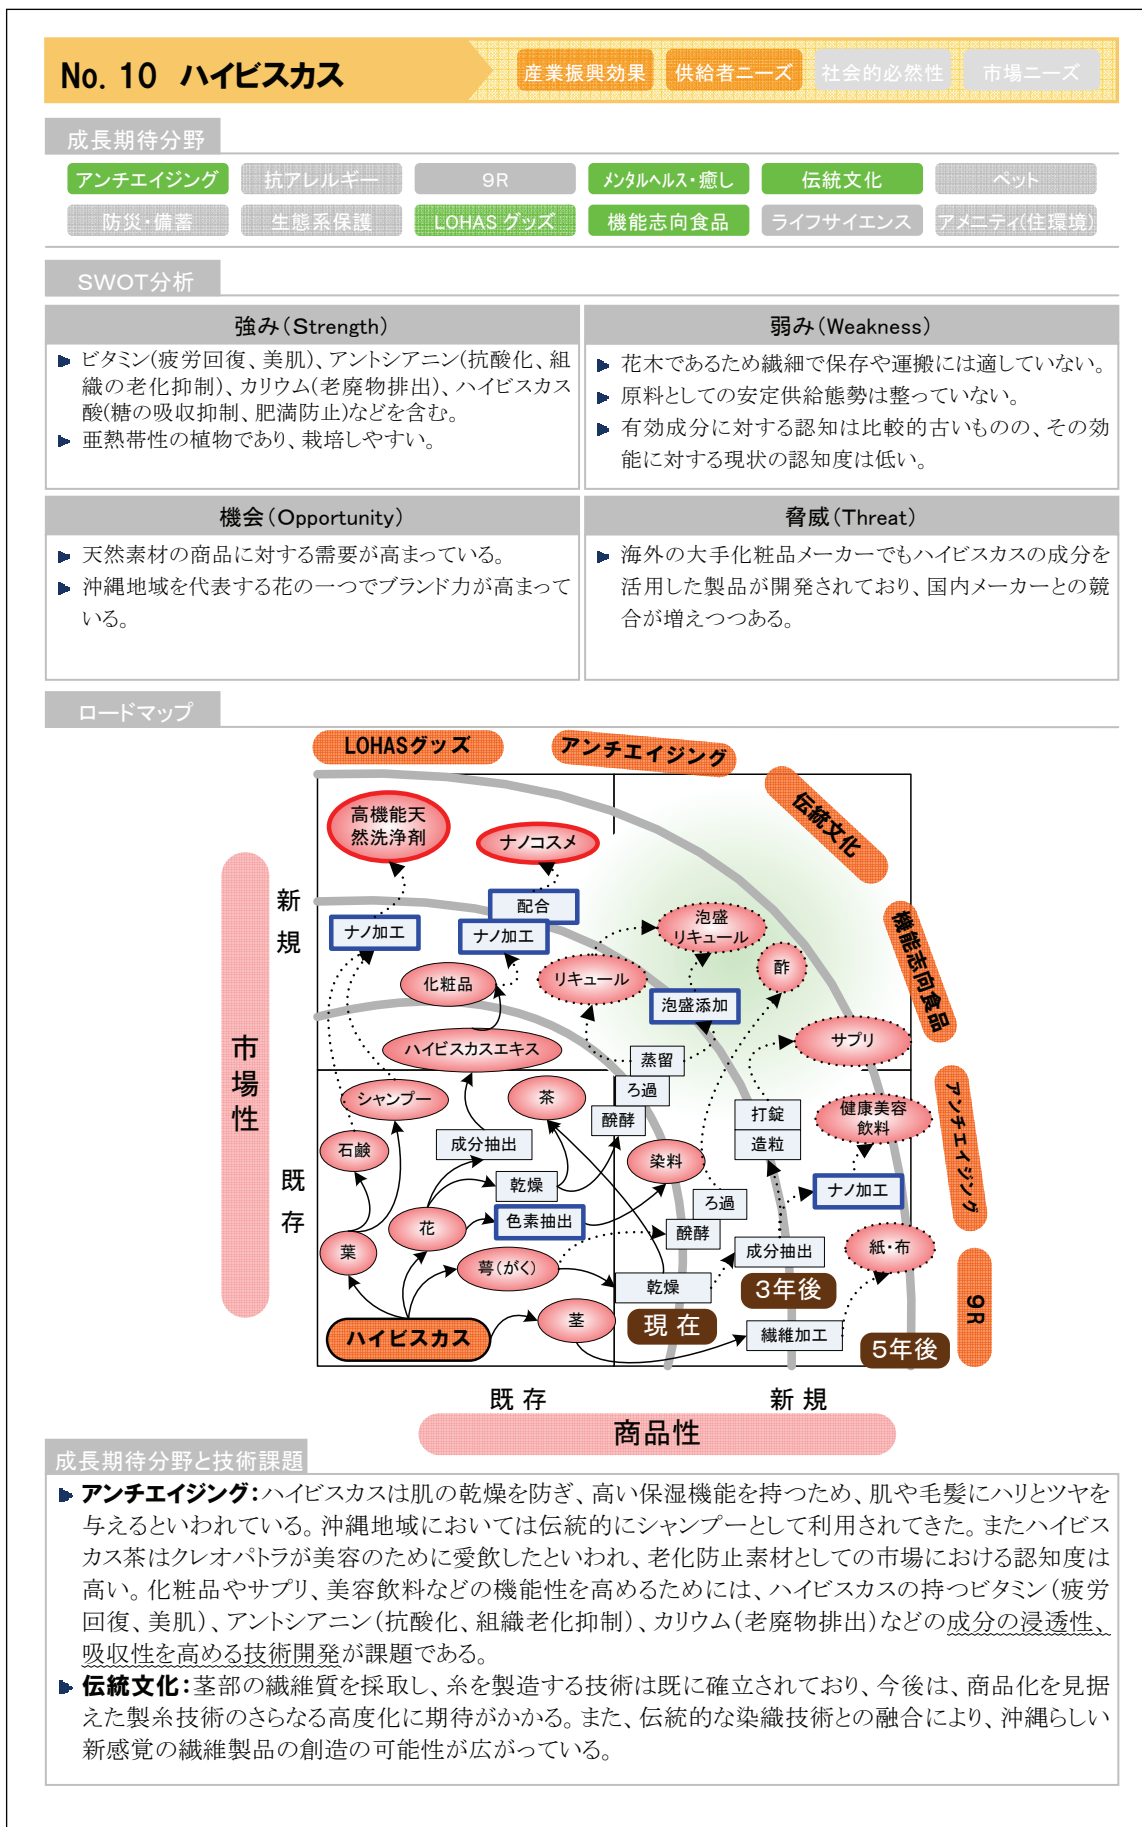 No. 10 ハイビスカス
産業振興効果 供給者ニーズ 社会的必然性 市場ニーズ
成長期待分野
アンチエイジング 抗アレルギー 9R メンタルヘルス・癒し 伝統文化 ペット
防災・備蓄 生態系保護 LOHAS グッズ 機能志向食品 ライフサイエンス アメニティ(住環境)
SWOT分析
強み(Strength)
ビタミン(疲労回復、美肌)、アントシアニン(抗酸化、組
織の老化抑制)、カリウム(老廃物排出)、ハイビスカス
酸(糖の吸収抑制、肥満防止)などを含む。
亜熱帯性の植物であり、栽培しやすい。
弱み(Weakness)
花木であるため繊細で保存や運搬には適していない。
原料としての安定供給態勢は整っていない。
有効成分に対する認知は比較的古いものの、その効
能に対する現状の認知度は低い。
機会(Opportunity)
天然素材の商品に対する需要が高まっている。
沖縄地域を代表する花の一つでブランド力が高まって
いる。
脅威(Threat)
海外の大手化粧品メーカーでもハイビスカスの成分を
活用した製品が開発されており、国内メーカーとの競
合が増えつつある。
ロードマップ
LOHASグッズ
アンチエイジング
伝統文化
機能志向食品
アンチエイジング
9R
市場性
新規
既存
高機能天
然洗浄剤
ナノコスメ
配合
ナノ加工
ナノ加工
泡盛
リキュール
リキュール
酢
化粧品
泡盛添加
ハイビスカスエキス
サプリ
蒸留
ろ過
醗酵
シャンプー
茶
打錠
造粒
健康美容
飲料
石鹸
成分抽出
染料
乾燥
ナノ加工
色素抽出
ろ過
醗酵
花
葉
成分抽出
紙・布
萼(がく)
乾燥
3年後
茎
現 在
ハイビスカス
繊維加工
5年後
既 存
新 規
商品性
成長期待分野と技術課題
アンチエイジング:ハイビスカスは肌の乾燥を防ぎ、高い保湿機能を持つため、肌や毛髪にハリとツヤを
与えるといわれている。沖縄地域においては伝統的にシャンプーとして利用されてきた。またハイビス
カス茶はクレオパトラが美容のために愛飲したといわれ、老化防止素材としての市場における認知度は
高い。化粧品やサプリ、美容飲料などの機能性を高めるためには、ハイビスカスの持つビタミン(疲労
回復、美肌)、アントシアニン(抗酸化、組織老化抑制)、カリウム(老廃物排出)などの成分の浸透性、
吸収性を高める技術開発が課題である。
伝統文化:茎部の繊維質を採取し、糸を製造する技術は既に確立されており、今後は、商品化を見据
えた製糸技術のさらなる高度化に期待がかかる。また、伝統的な染織技術との融合により、沖縄らしい
新感覚の繊維製品の創造の可能性が広がっている。